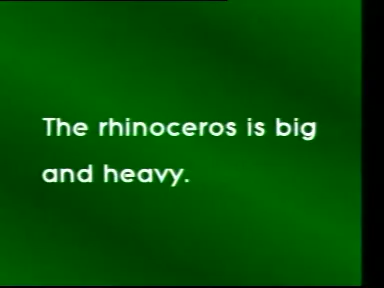 The rhinoceros is big
and heavy.